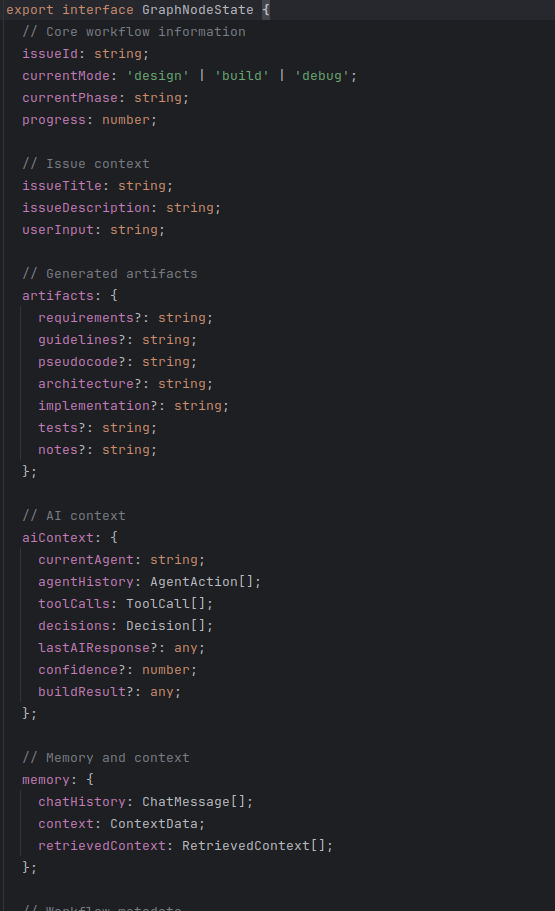 export interface GraphNodeState {
// Core workflow information
issueId: string;
currentMode: 'design' | 'build' | 'debug';
currentPhase: string;
progress: number;
// Issue context
issueTitle: string;
issueDescription: string;
userInput: string;
// Generated artifacts
artifacts: {
requirements?: string;
guidelines?: string;
pseudocode?: string;
architecture?: string;
implementation?: string;
tests?: string;
notes?: string;
};
// AI context
aiContext: {
currentAgent: string;
agentHistory: AgentAction[];
toolCalls: ToolCall[];
decisions: Decision[];
lastAIResponse?: any;
confidence?: number;
buildResult?: any;
};
// Memory and context
memory: {
chatHistory: ChatMessage[];
context: ContextData;
retrievedContext: RetrievedContext[];
};
// Workflow metadata